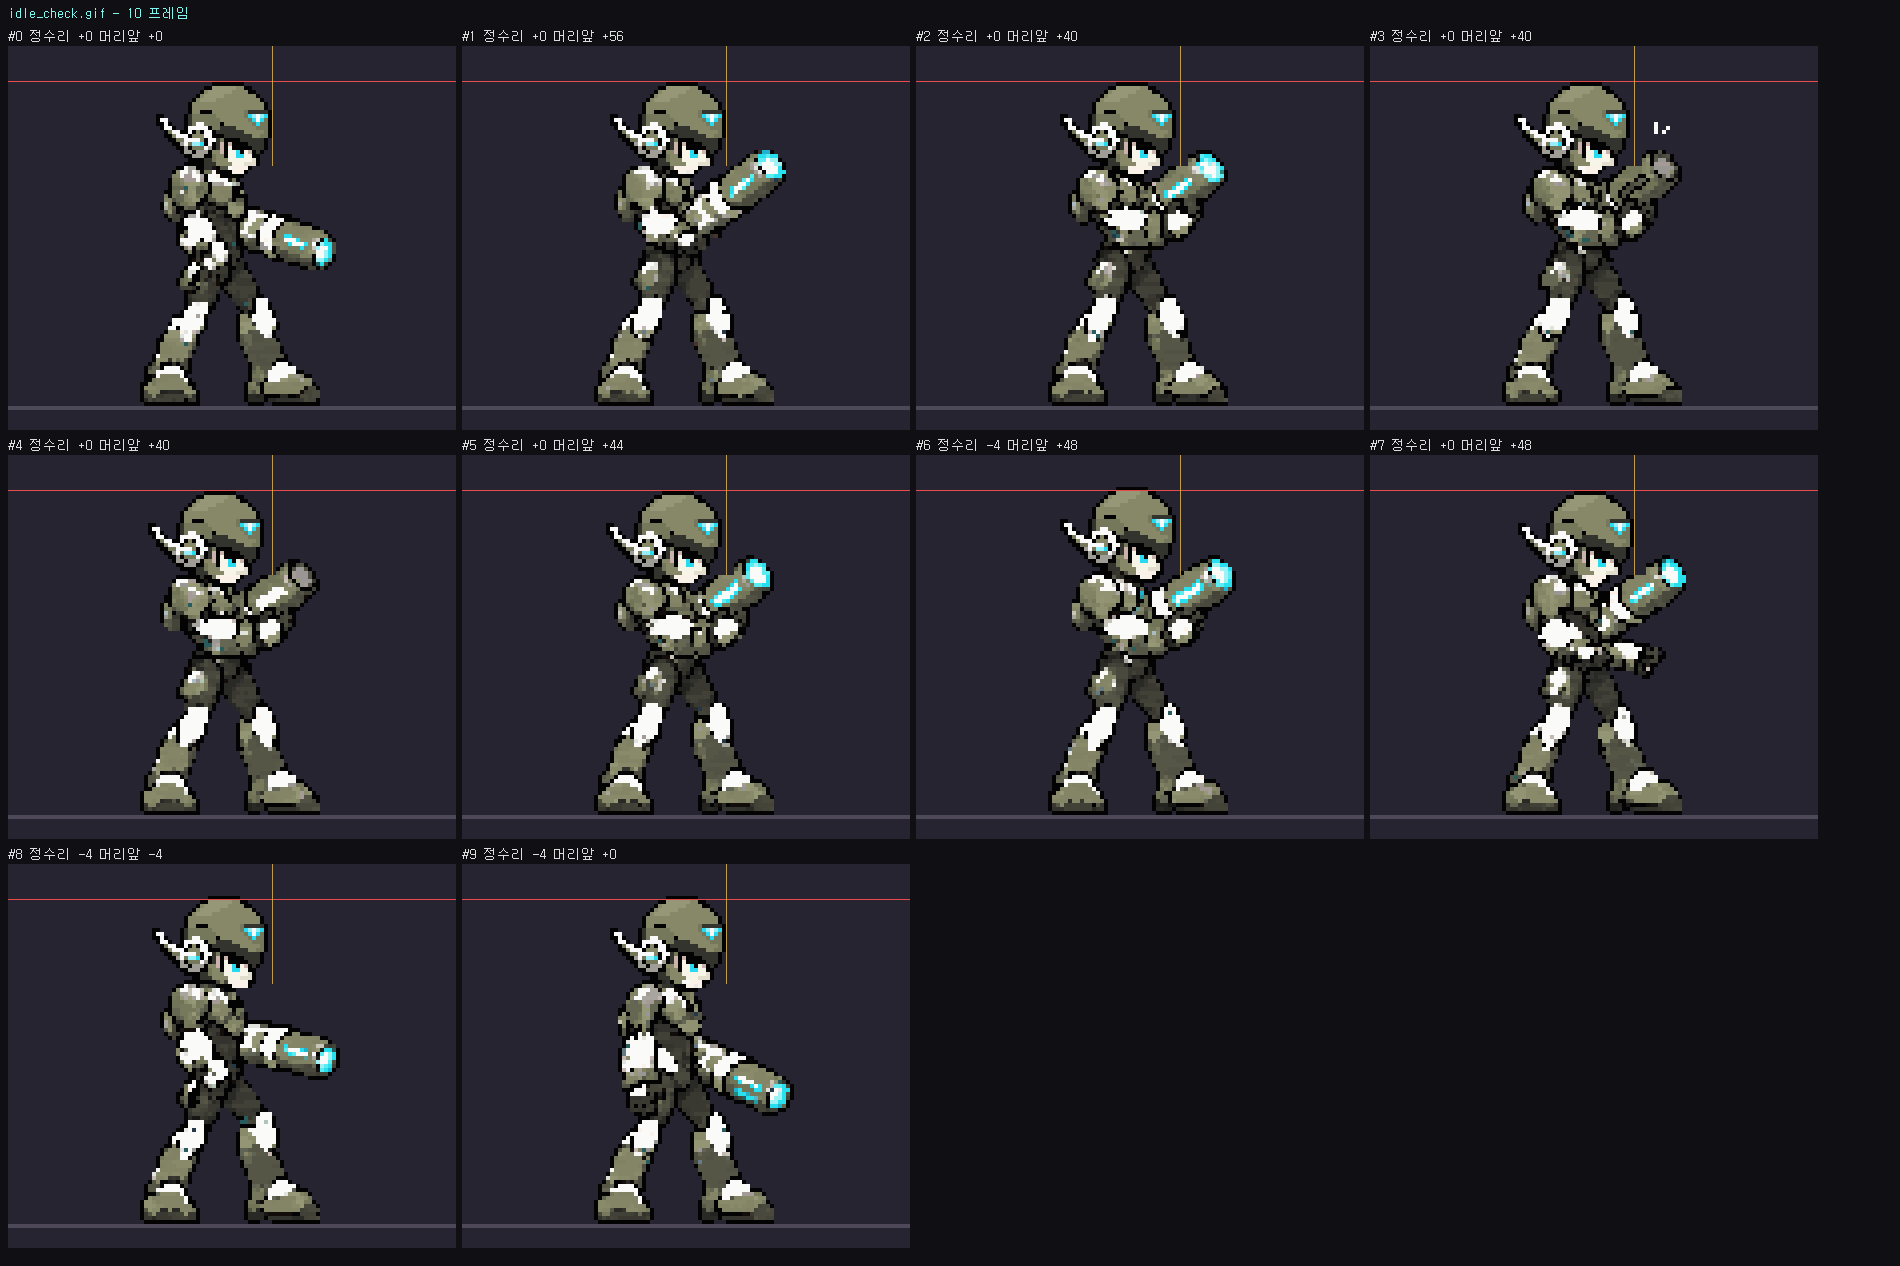 idle_check.gif - 10 프레임
#0 정수리 +0 머리앞 +0
#1 정수리 +0 머리앞 +56
#2 정수리 +0 머리앞 +40
#3 정수리 +0 머리앞 +40
#4 정수리 +0 머리앞 +40
#5 정수리 +0 머리앞 +44
#6 정수리 -4 머리앞 +48
#7 정수리 +0 머리앞 +48
#8 정수리 -4 머리앞 -4
#9 정수리 -4 머리앞 +0